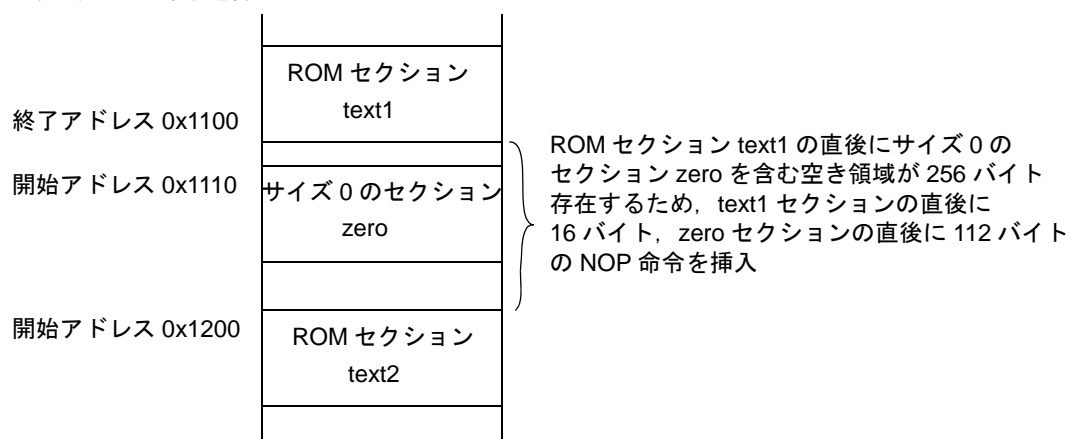 ROM セクション
text1
終了アドレス 0x1100
開始アドレス 0x1110
サイズ 0 のセクション
zero
ROM セクション text1 の直後にサイズ 0 の
セクション zero を含む空き領域が 256 バイト
存在するため，text1 セクションの直後に
16 バイト，zero セクションの直後に 112 バイト
の NOP 命令を挿入
開始アドレス 0x1200
ROM セクション
text2